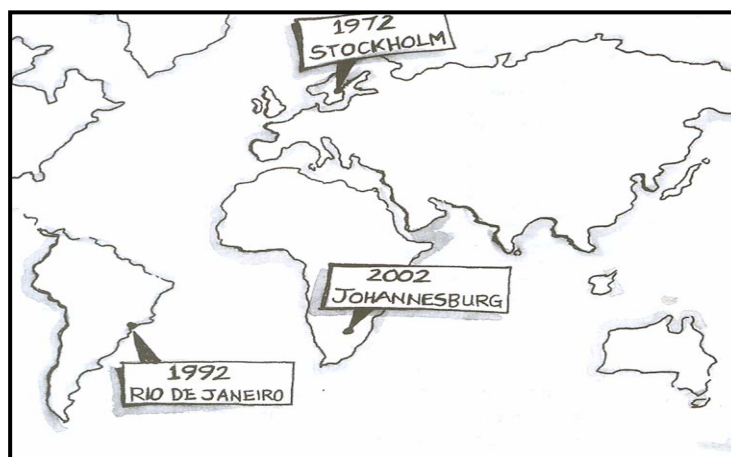 1972
STOCKHOLM
2002
JOHANNESBURG
1992
RIO DE JANEIRO